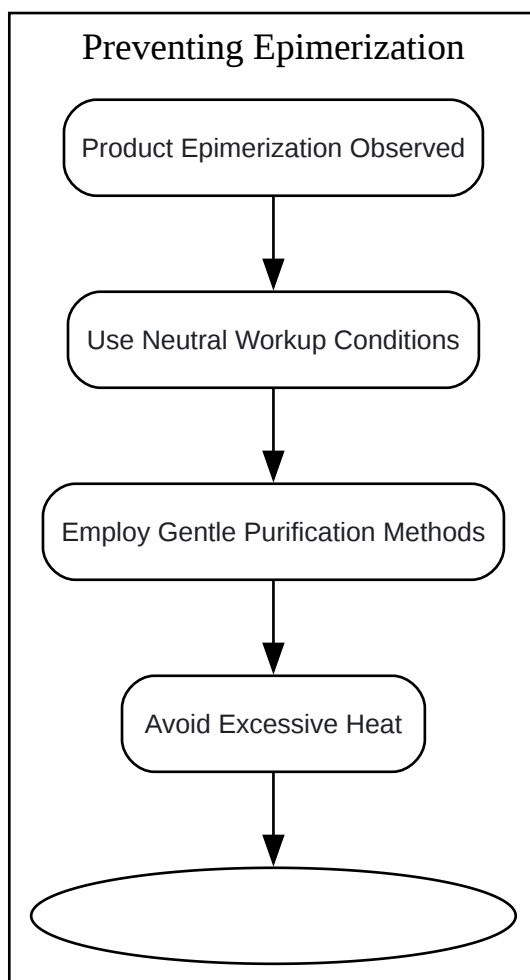 Preventing Epimerization
Product Epimerization Observed
Use Neutral Workup Conditions
Employ Gentle Purification Methods
Avoid Excessive Heat